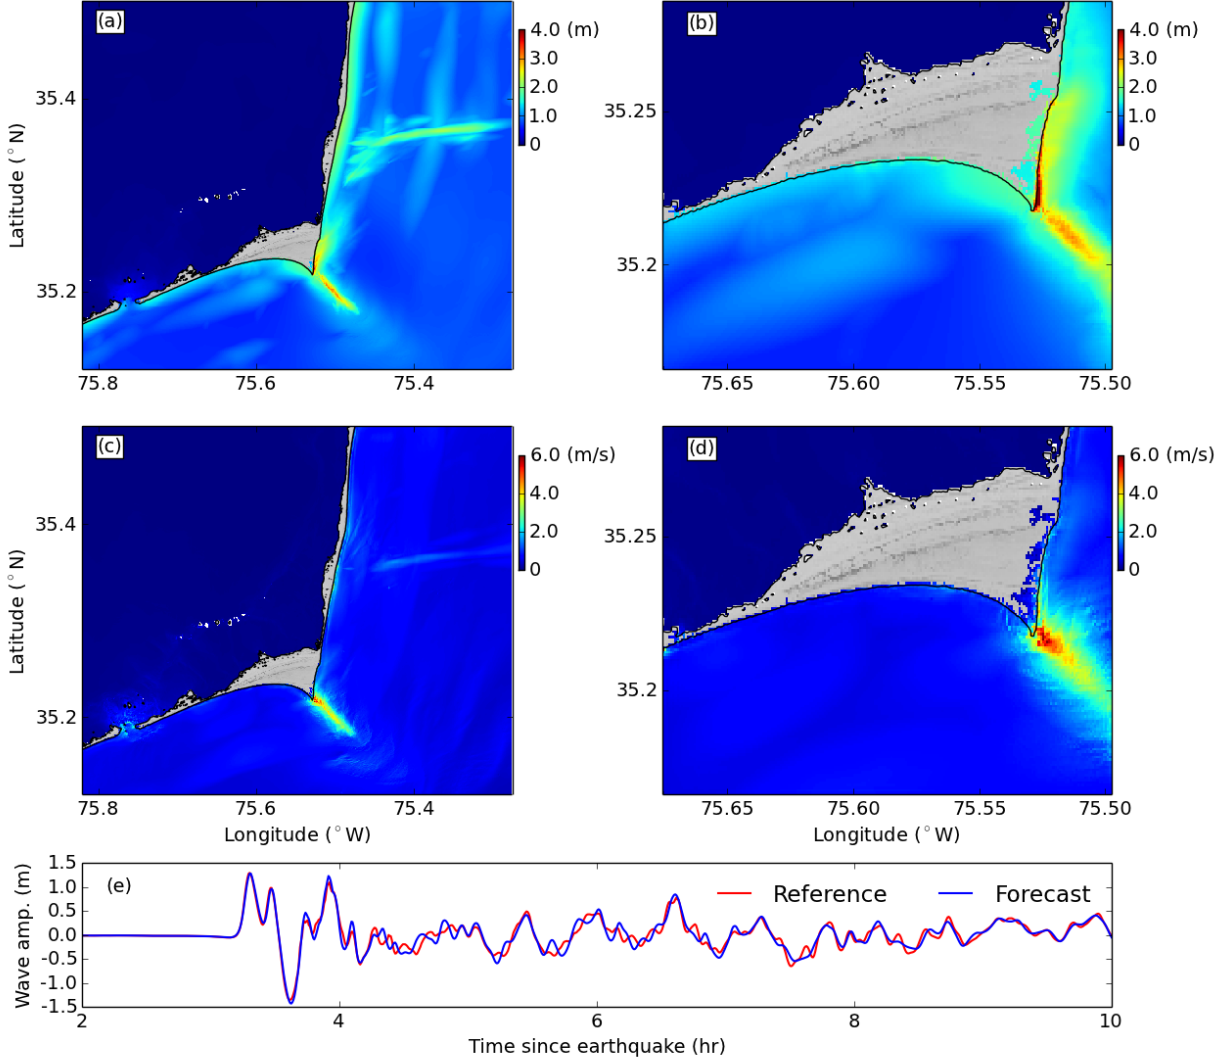 (a)
4.0 (m)
3.0
2.0
1.0
0
35.4
35.2
Latitude (°N)
75.8 75.6 75.4
(b)
4.0 (m)
3.0
2.0
1.0
0
35.25
35.2
75.65 75.60 75.55 75.50
(c)
6.0 (m/s)
4.0
2.0
0
35.4
35.2
Latitude (°N)
75.8 75.6 75.4
Longitude (°W)
(d)
6.0 (m/s)
4.0
2.0
0
35.25
35.2
75.65 75.60 75.55 75.50
Longitude (°W)
(e)
Reference Forecast
1.5
1.0
0.5
0.0
-0.5
-1.0
-1.5
Wave amp. (m)
2 4 6 8 10
Time since earthquake (hr)